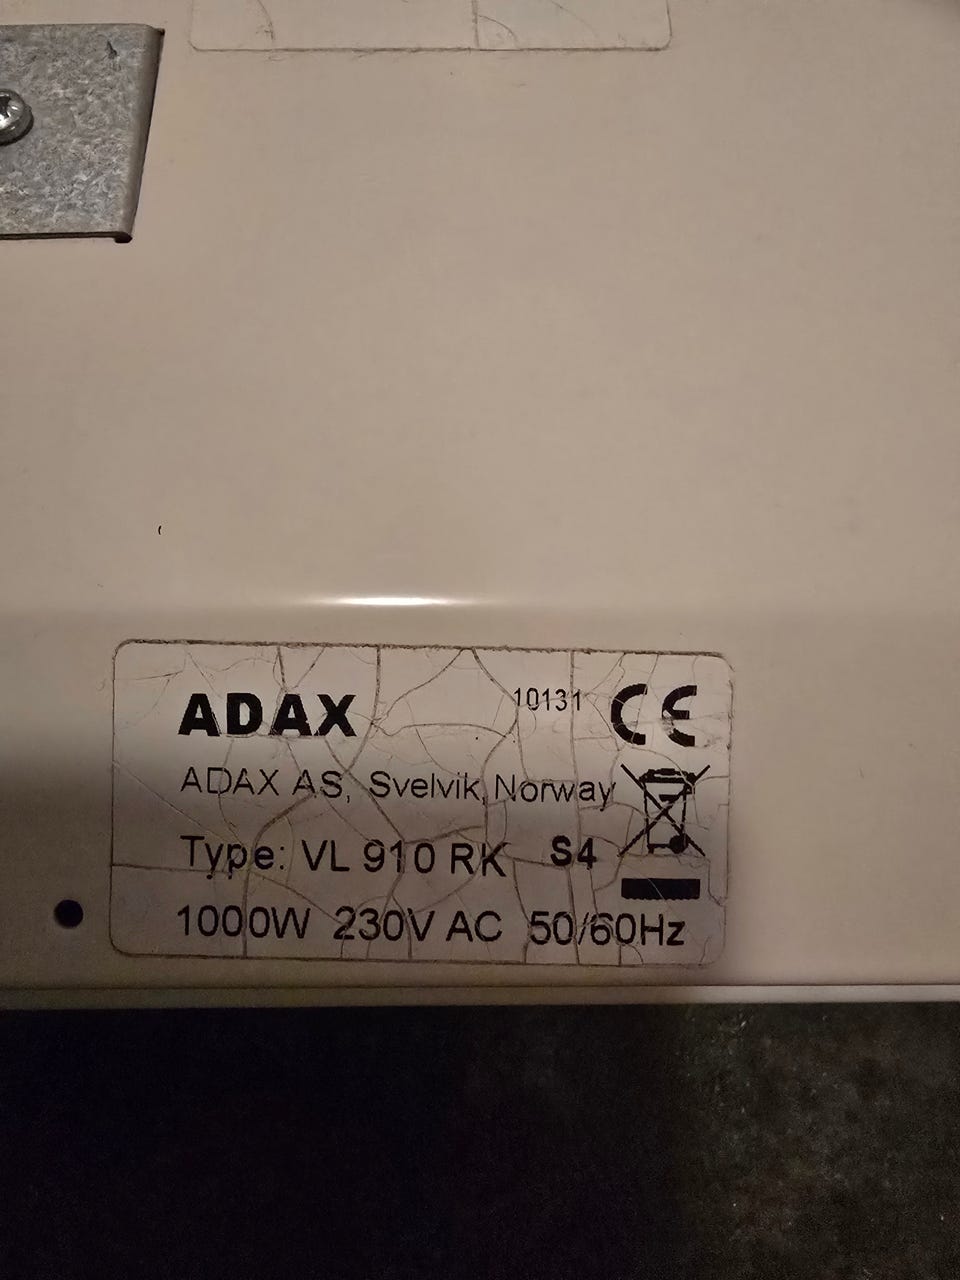 ADAX 10131 CE
ADAX AS, Svelvik, Norway
Type: VL 910 RK S4
1000W 230V AC 50/60Hz